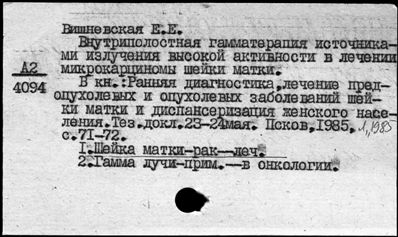 Вишневская Е.Е.
Внутриполостная гамматерапия источника-
ми излучения высокой активности в лечении
микрокарциномы шейки матки.
А2
4094
В кн.:Ранняя диагностика,лечение пред-
опухолевых и опухолевых заболеваний шей-
ки матки и диспансеризация женского насе-
ления.Тез.докл.23-24мая. Псков,1985,
с.71-72.
1.Шейка матки-рак--леч.
2.Гамма лучи-прим.--в онкологии.